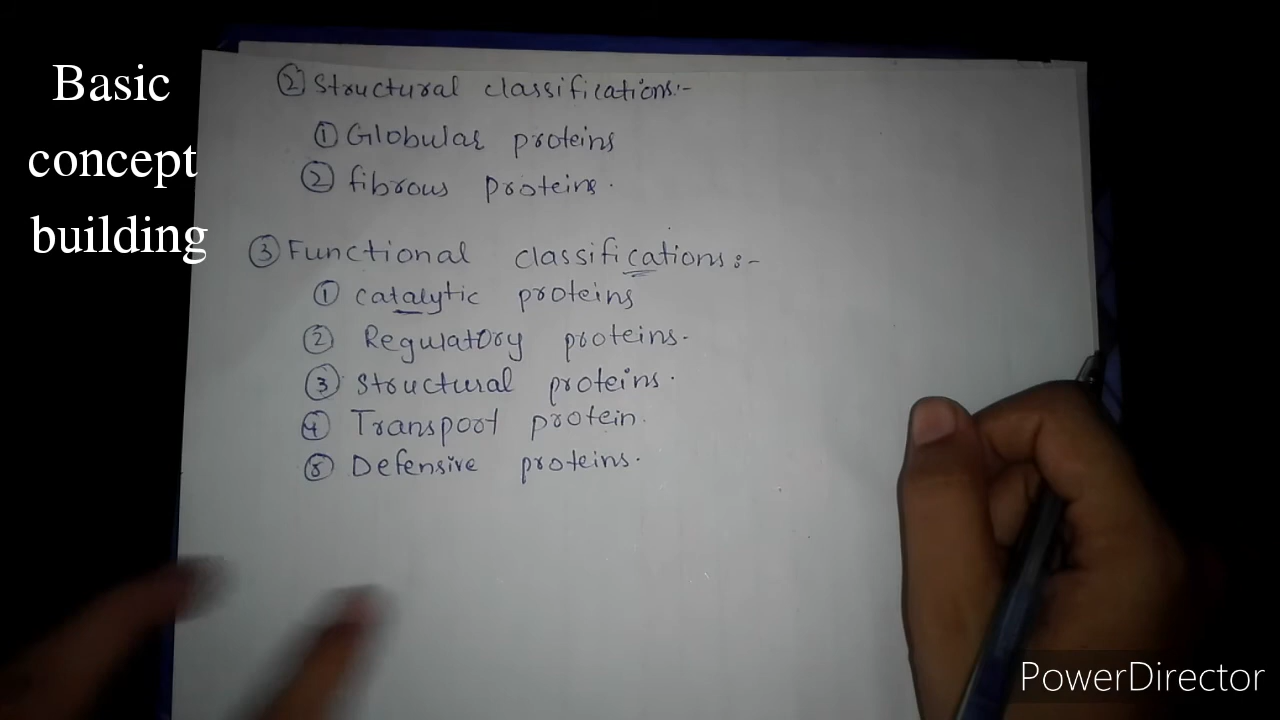 Basic
concept
building
② Structural classifications:-
① Globular proteins
② fibrous proteins.
③ Functional classifications:-
① catalytic proteins
② Regulatory proteins.
③ Structural proteins.
④ Transport protein.
⑤ Defensive proteins.
PowerDirector